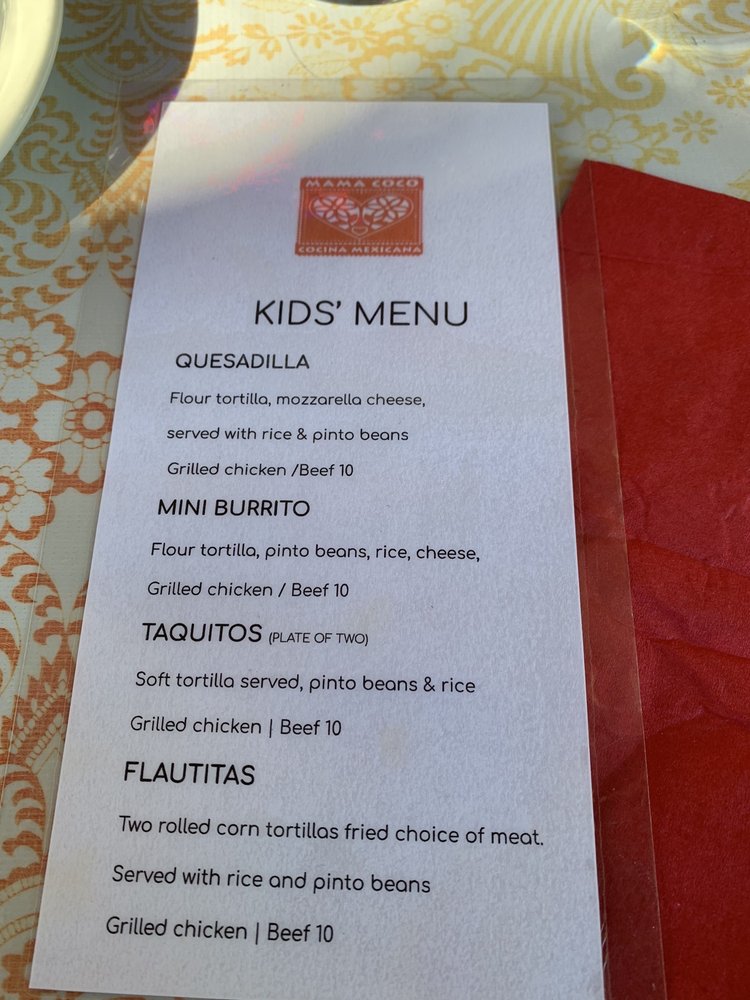 MAMA COCO
COCINA MEXICANA
KIDS' MENU
QUESADILLA
Flour tortilla, mozzarella cheese,
served with rice & pinto beans
Grilled chicken /Beef 10
MINI BURRITO
Flour tortilla, pinto beans, rice, cheese,
Grilled chicken / Beef 10
TAQUITOS (PLATE OF TWO)
Soft tortilla served, pinto beans & rice
Grilled chicken | Beef 10
FLAUTITAS
Two rolled corn tortillas fried choice of meat.
Served with rice and pinto beans
Grilled chicken | Beef 10